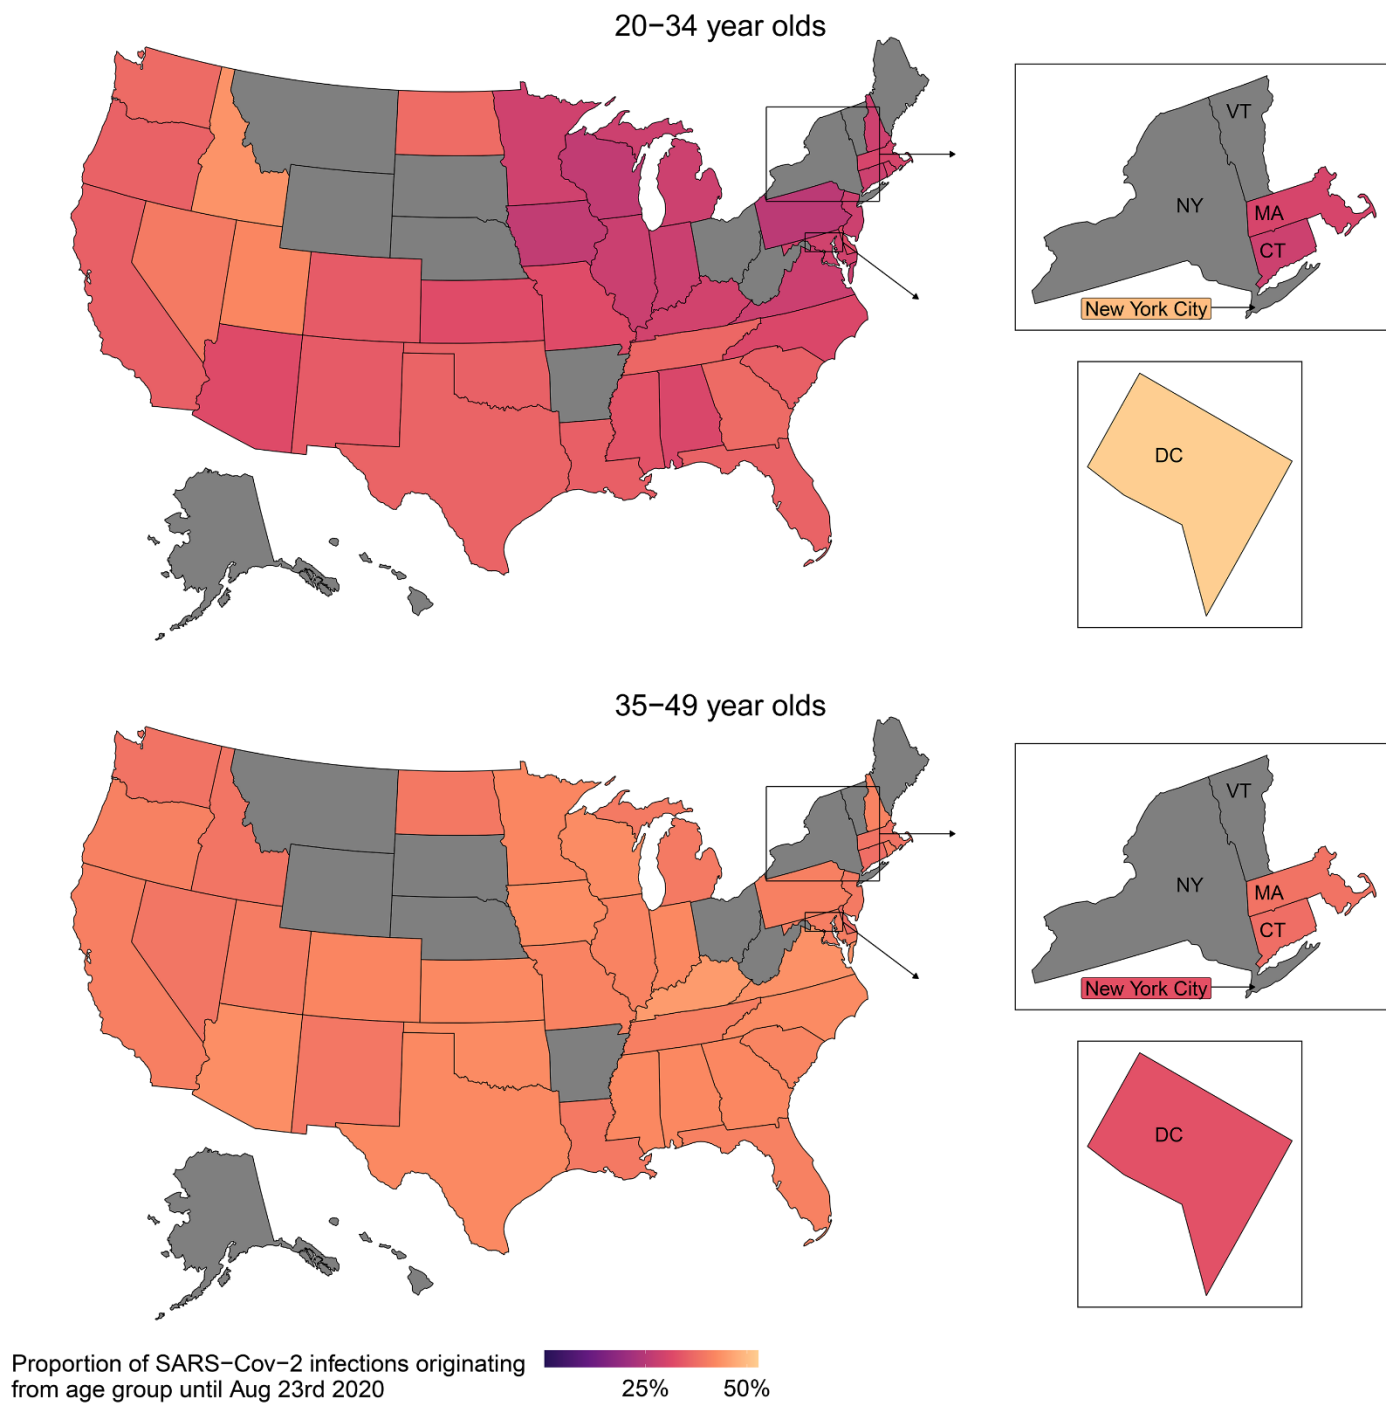 20−34 year olds
VT
NY
MA
CT
New York City
DC
35−49 year olds
VT
NY
MA
CT
New York City
DC
Proportion of SARS−Cov−2 infections originating
from age group until Aug 23rd 2020
25% 50%